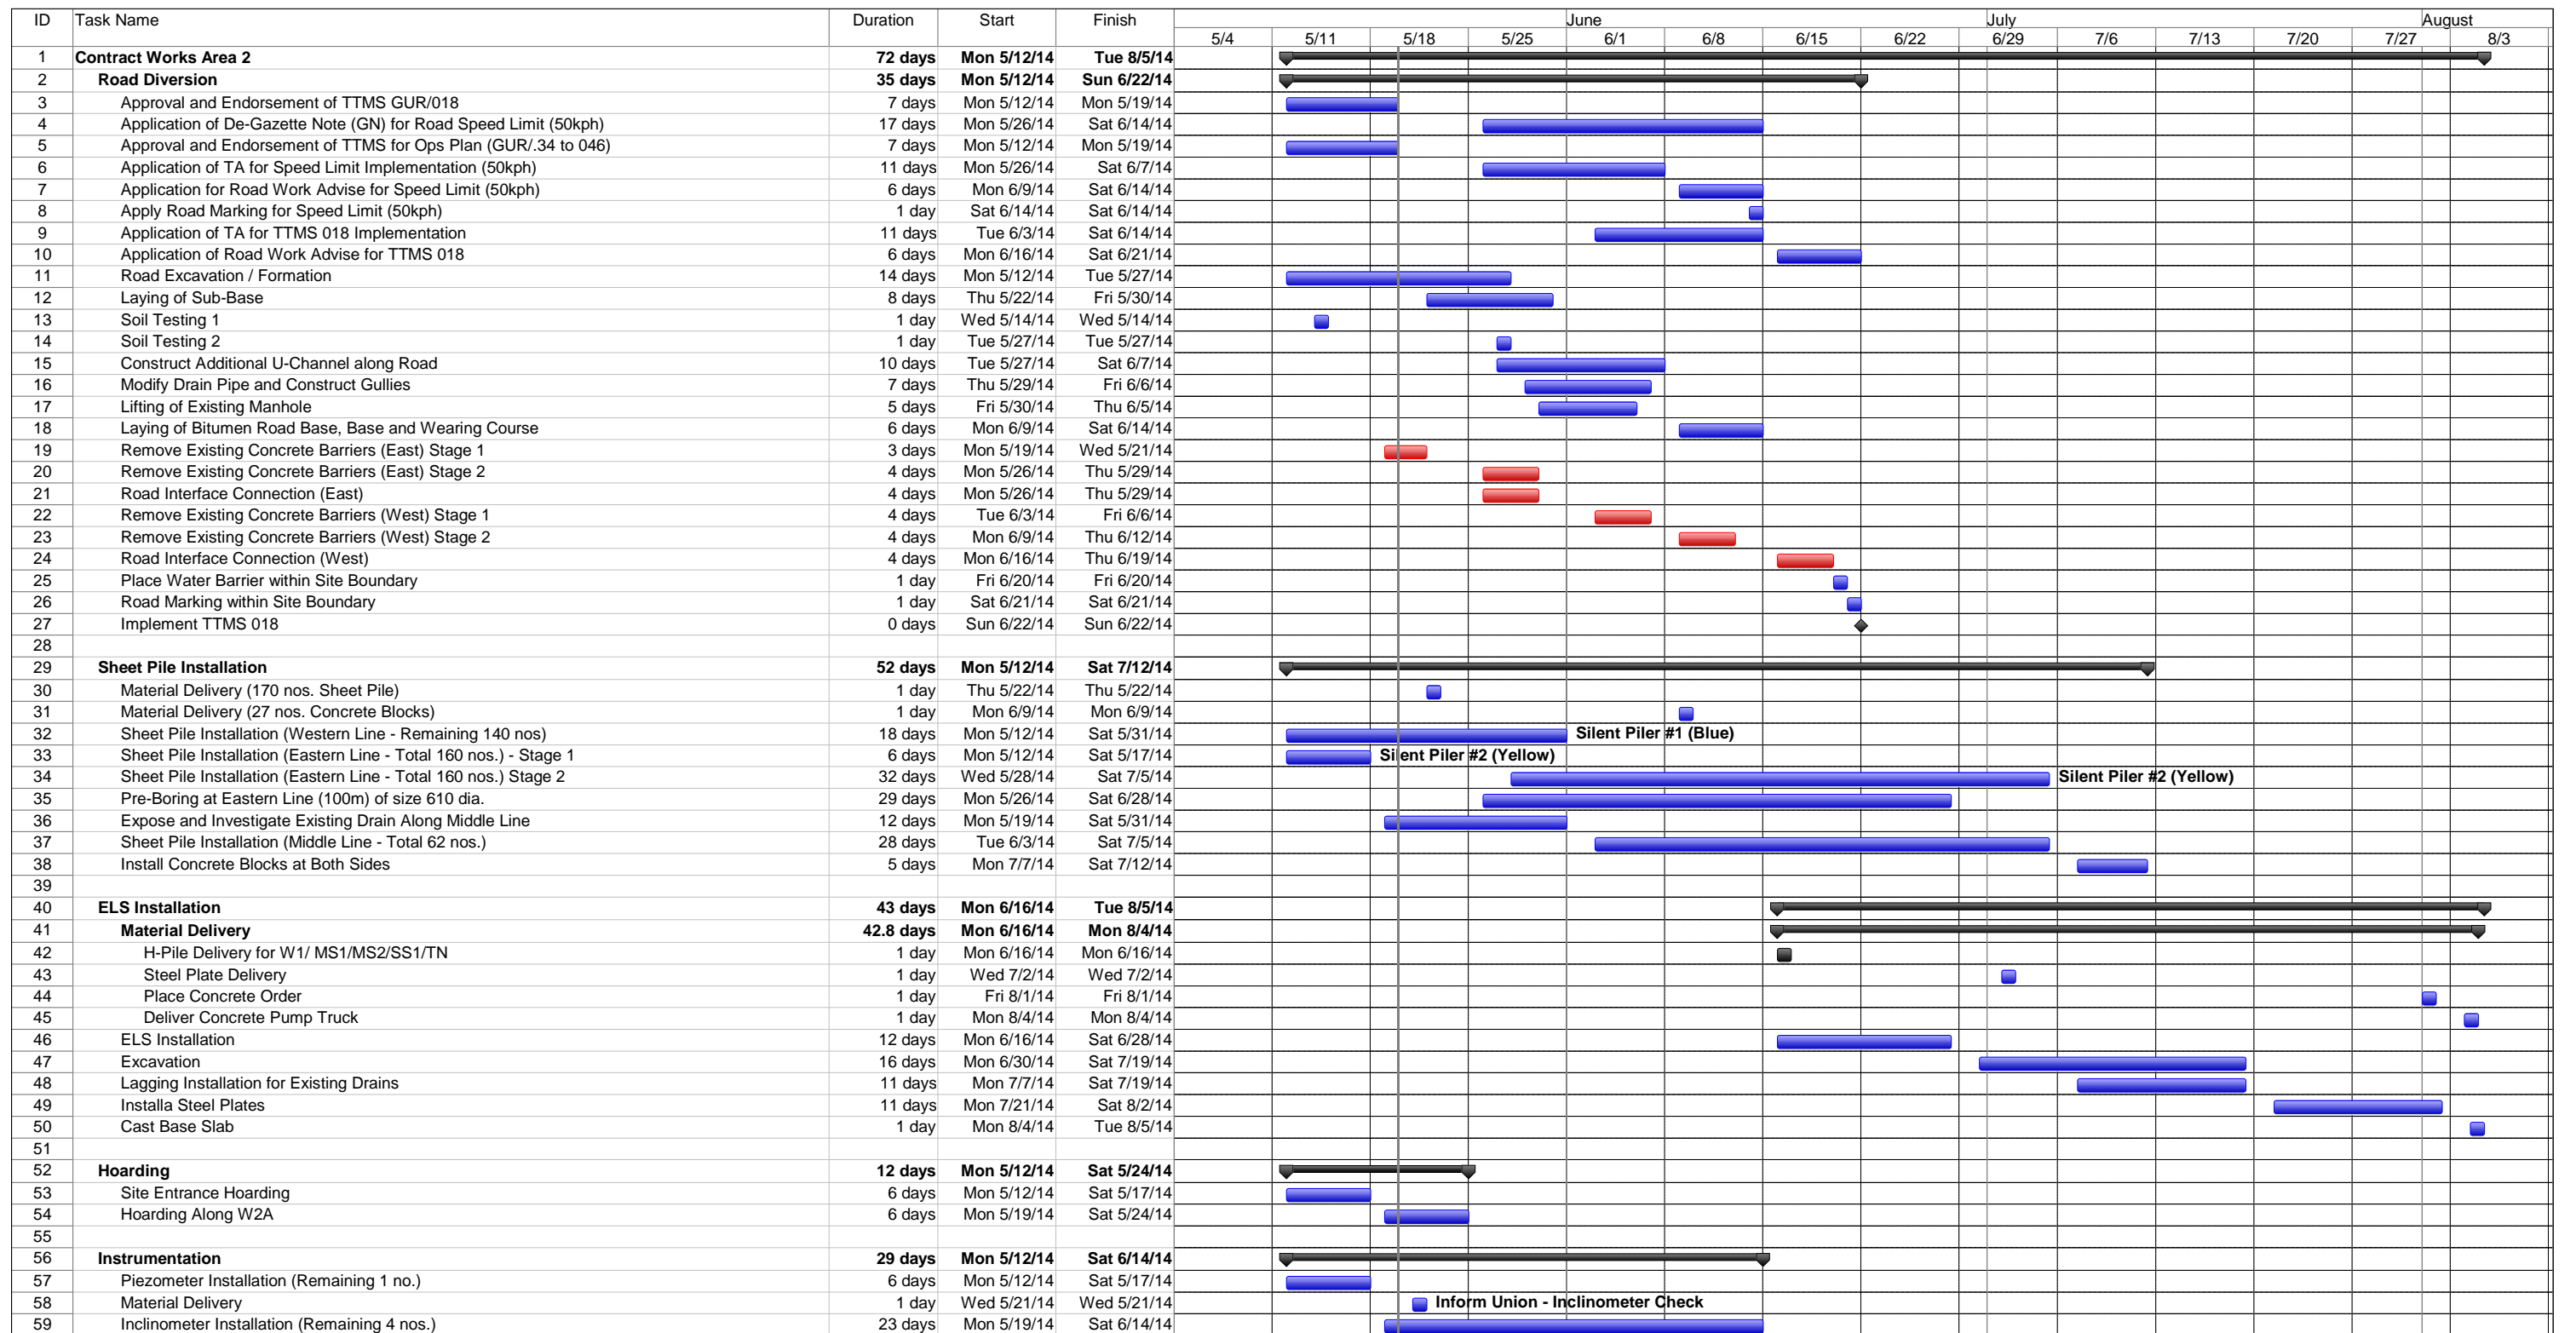 ID Task Name Duration Start Finish June July August
5/4 5/11 5/18 5/25 6/1 6/8 6/15 6/22 6/29 7/6 7/13 7/20 7/27 8/3
1 Contract Works Area 2 72 days Mon 5/12/14 Tue 8/5/14
2 Road Diversion 35 days Mon 5/12/14 Sun 6/22/14
3 Approval and Endorsement of TTMS GUR/018 7 days Mon 5/12/14 Mon 5/19/14
4 Application of De-Gazette Note (GN) for Road Speed Limit (50kph) 17 days Mon 5/26/14 Sat 6/14/14
5 Approval and Endorsement of TTMS for Ops Plan (GUR/.34 to 046) 7 days Mon 5/12/14 Mon 5/19/14
6 Application of TA for Speed Limit Implementation (50kph) 11 days Mon 5/26/14 Sat 6/7/14
7 Application for Road Work Advise for Speed Limit (50kph) 6 days Mon 6/9/14 Sat 6/14/14
8 Apply Road Marking for Speed Limit (50kph) 1 day Sat 6/14/14 Sat 6/14/14
9 Application of TA for TTMS 018 Implementation 11 days Tue 6/3/14 Sat 6/14/14
10 Application of Road Work Advise for TTMS 018 6 days Mon 6/16/14 Sat 6/21/14
11 Road Excavation / Formation 14 days Mon 5/12/14 Tue 5/27/14
12 Laying of Sub-Base 8 days Thu 5/22/14 Fri 5/30/14
13 Soil Testing 1 1 day Wed 5/14/14 Wed 5/14/14
14 Soil Testing 2 1 day Tue 5/27/14 Tue 5/27/14
15 Construct Additional U-Channel along Road 10 days Tue 5/27/14 Sat 6/7/14
16 Modify Drain Pipe and Construct Gullies 7 days Thu 5/29/14 Fri 6/6/14
17 Lifting of Existing Manhole 5 days Fri 5/30/14 Thu 6/5/14
18 Laying of Bitumen Road Base, Base and Wearing Course 6 days Mon 6/9/14 Sat 6/14/14
19 Remove Existing Concrete Barriers (East) Stage 1 3 days Mon 5/19/14 Wed 5/21/14
20 Remove Existing Concrete Barriers (East) Stage 2 4 days Mon 5/26/14 Thu 5/29/14
21 Road Interface Connection (East) 4 days Mon 5/26/14 Thu 5/29/14
22 Remove Existing Concrete Barriers (West) Stage 1 4 days Tue 6/3/14 Fri 6/6/14
23 Remove Existing Concrete Barriers (West) Stage 2 4 days Mon 6/9/14 Thu 6/12/14
24 Road Interface Connection (West) 4 days Mon 6/16/14 Thu 6/19/14
25 Place Water Barrier within Site Boundary 1 day Fri 6/20/14 Fri 6/20/14
26 Road Marking within Site Boundary 1 day Sat 6/21/14 Sat 6/21/14
27 Implement TTMS 018 0 days Sun 6/22/14 Sun 6/22/14
28
29 Sheet Pile Installation 52 days Mon 5/12/14 Sat 7/12/14
30 Material Delivery (170 nos. Sheet Pile) 1 day Thu 5/22/14 Thu 5/22/14
31 Material Delivery (27 nos. Concrete Blocks) 1 day Mon 6/9/14 Mon 6/9/14
32 Sheet Pile Installation (Western Line - Remaining 140 nos) 18 days Mon 5/12/14 Sat 5/31/14 Silent Piler #1 (Blue)
33 Sheet Pile Installation (Eastern Line - Total 160 nos.) - Stage 1 6 days Mon 5/12/14 Sat 5/17/14 Silent Piler #2 (Yellow)
34 Sheet Pile Installation (Eastern Line - Total 160 nos.) Stage 2 32 days Wed 5/28/14 Sat 7/5/14 Silent Piler #2 (Yellow)
35 Pre-Boring at Eastern Line (100m) of size 610 dia. 29 days Mon 5/26/14 Sat 6/28/14
36 Expose and Investigate Existing Drain Along Middle Line 12 days Mon 5/19/14 Sat 5/31/14
37 Sheet Pile Installation (Middle Line - Total 62 nos.) 28 days Tue 6/3/14 Sat 7/5/14
38 Install Concrete Blocks at Both Sides 5 days Mon 7/7/14 Sat 7/12/14
39
40 ELS Installation 43 days Mon 6/16/14 Tue 8/5/14
41 Material Delivery 42.8 days Mon 6/16/14 Mon 8/4/14
42 H-Pile Delivery for W1/ MS1/MS2/SS1/TN 1 day Mon 6/16/14 Mon 6/16/14
43 Steel Plate Delivery 1 day Wed 7/2/14 Wed 7/2/14
44 Place Concrete Order 1 day Fri 8/1/14 Fri 8/1/14
45 Deliver Concrete Pump Truck 1 day Mon 8/4/14 Mon 8/4/14
46 ELS Installation 12 days Mon 6/16/14 Sat 6/28/14
47 Excavation 16 days Mon 6/30/14 Sat 7/19/14
48 Lagging Installation for Existing Drains 11 days Mon 7/7/14 Sat 7/19/14
49 Installa Steel Plates 11 days Mon 7/21/14 Sat 8/2/14
50 Cast Base Slab 1 day Mon 8/4/14 Tue 8/5/14
51
52 Hoarding 12 days Mon 5/12/14 Sat 5/24/14
53 Site Entrance Hoarding 6 days Mon 5/12/14 Sat 5/17/14
54 Hoarding Along W2A 6 days Mon 5/19/14 Sat 5/24/14
55
56 Instrumentation 29 days Mon 5/12/14 Sat 6/14/14
57 Piezometer Installation (Remaining 1 no.) 6 days Mon 5/12/14 Sat 5/17/14
58 Material Delivery 1 day Wed 5/21/14 Wed 5/21/14 Inform Union - Inclinometer Check
59 Inclinometer Installation (Remaining 4 nos.) 23 days Mon 5/19/14 Sat 6/14/14